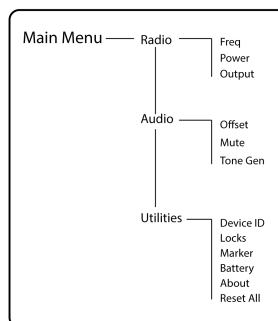 Main Menu Radio Freq
Power
Output
Audio Offset
Mute
Tone Gen
Utilities Device ID
Locks
Marker
Battery
About
Reset All